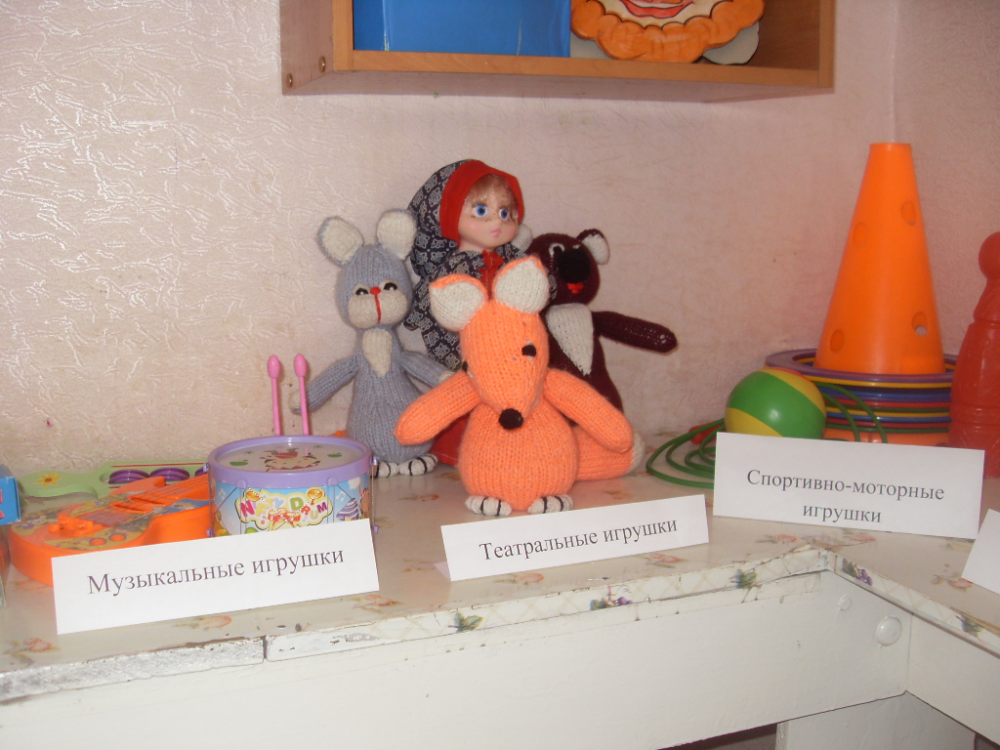 Музыкальные игрушки
Театральные игрушки
Спортивно-моторные
игрушки